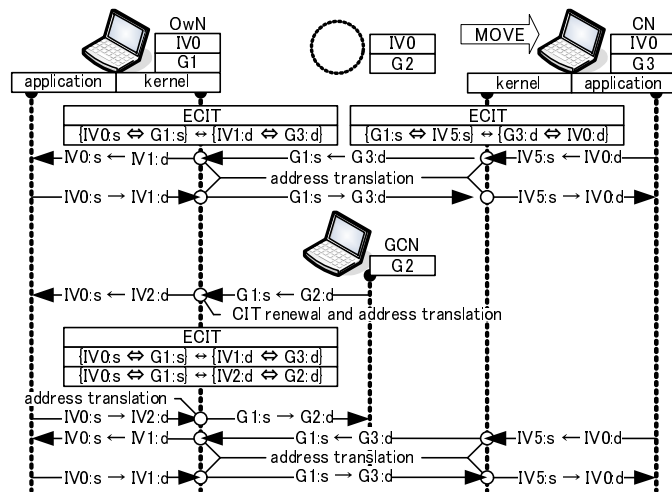 OwN
IV0
G1
IV0
G2
MOVE
CN
IV0
G3
application kernel
kernel application
ECIT
{IV0:s ⇔ G1:s} ↔ {IV1:d ⇔ G3:d}
ECIT
{G1:s ⇔ IV5:s} ↔ {G3:d ⇔ IV0:d}
IV0:s ← IV1:d G1:s ← G3:d IV5:s ← IV0:d
address translation
IV0:s → IV1:d G1:s → G3:d IV5:s → IV0:d
GCN
G2
IV0:s ← IV2:d G1:s ← G2:d
CIT renewal and address translation
ECIT
{IV0:s ⇔ G1:s} ↔ {IV1:d ⇔ G3:d}
{IV0:s ⇔ G1:s} ↔ {IV2:d ⇔ G2:d}
address translation
IV0:s → IV2:d G1:s → G2:d
IV0:s ← IV1:d G1:s ← G3:d IV5:s ← IV0:d
address translation
IV0:s → IV1:d G1:s → G3:d IV5:s → IV0:d